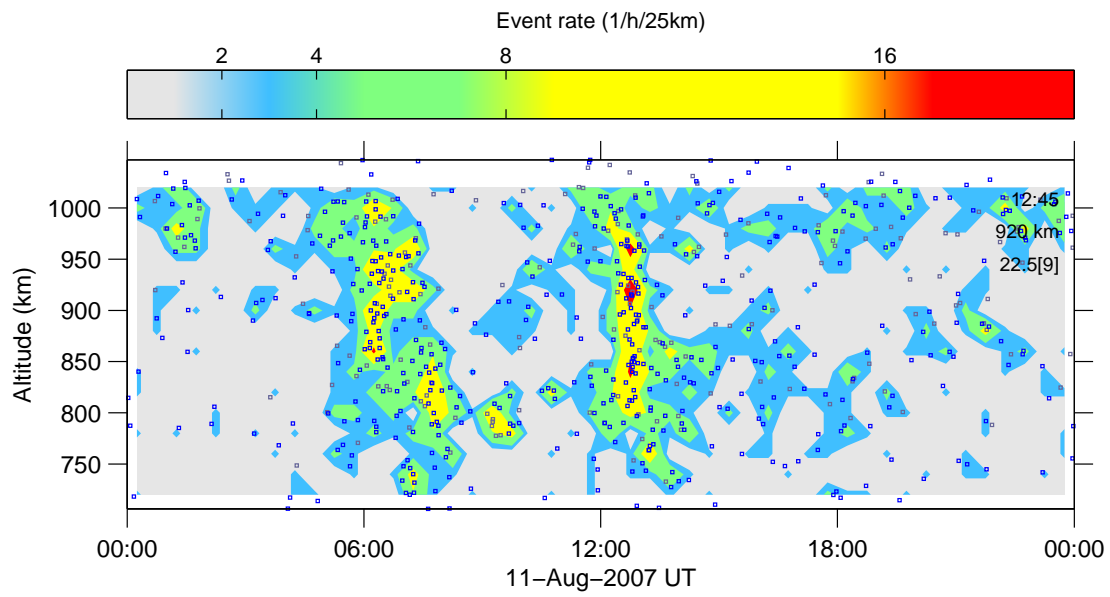 Event rate (1/h/25km)
2 4 8 16
1000
950
900
850
800
750
Altitude (km)
12:45
920 km
22.5[9]
00:00 06:00 12:00 18:00 00:00
11−Aug−2007 UT